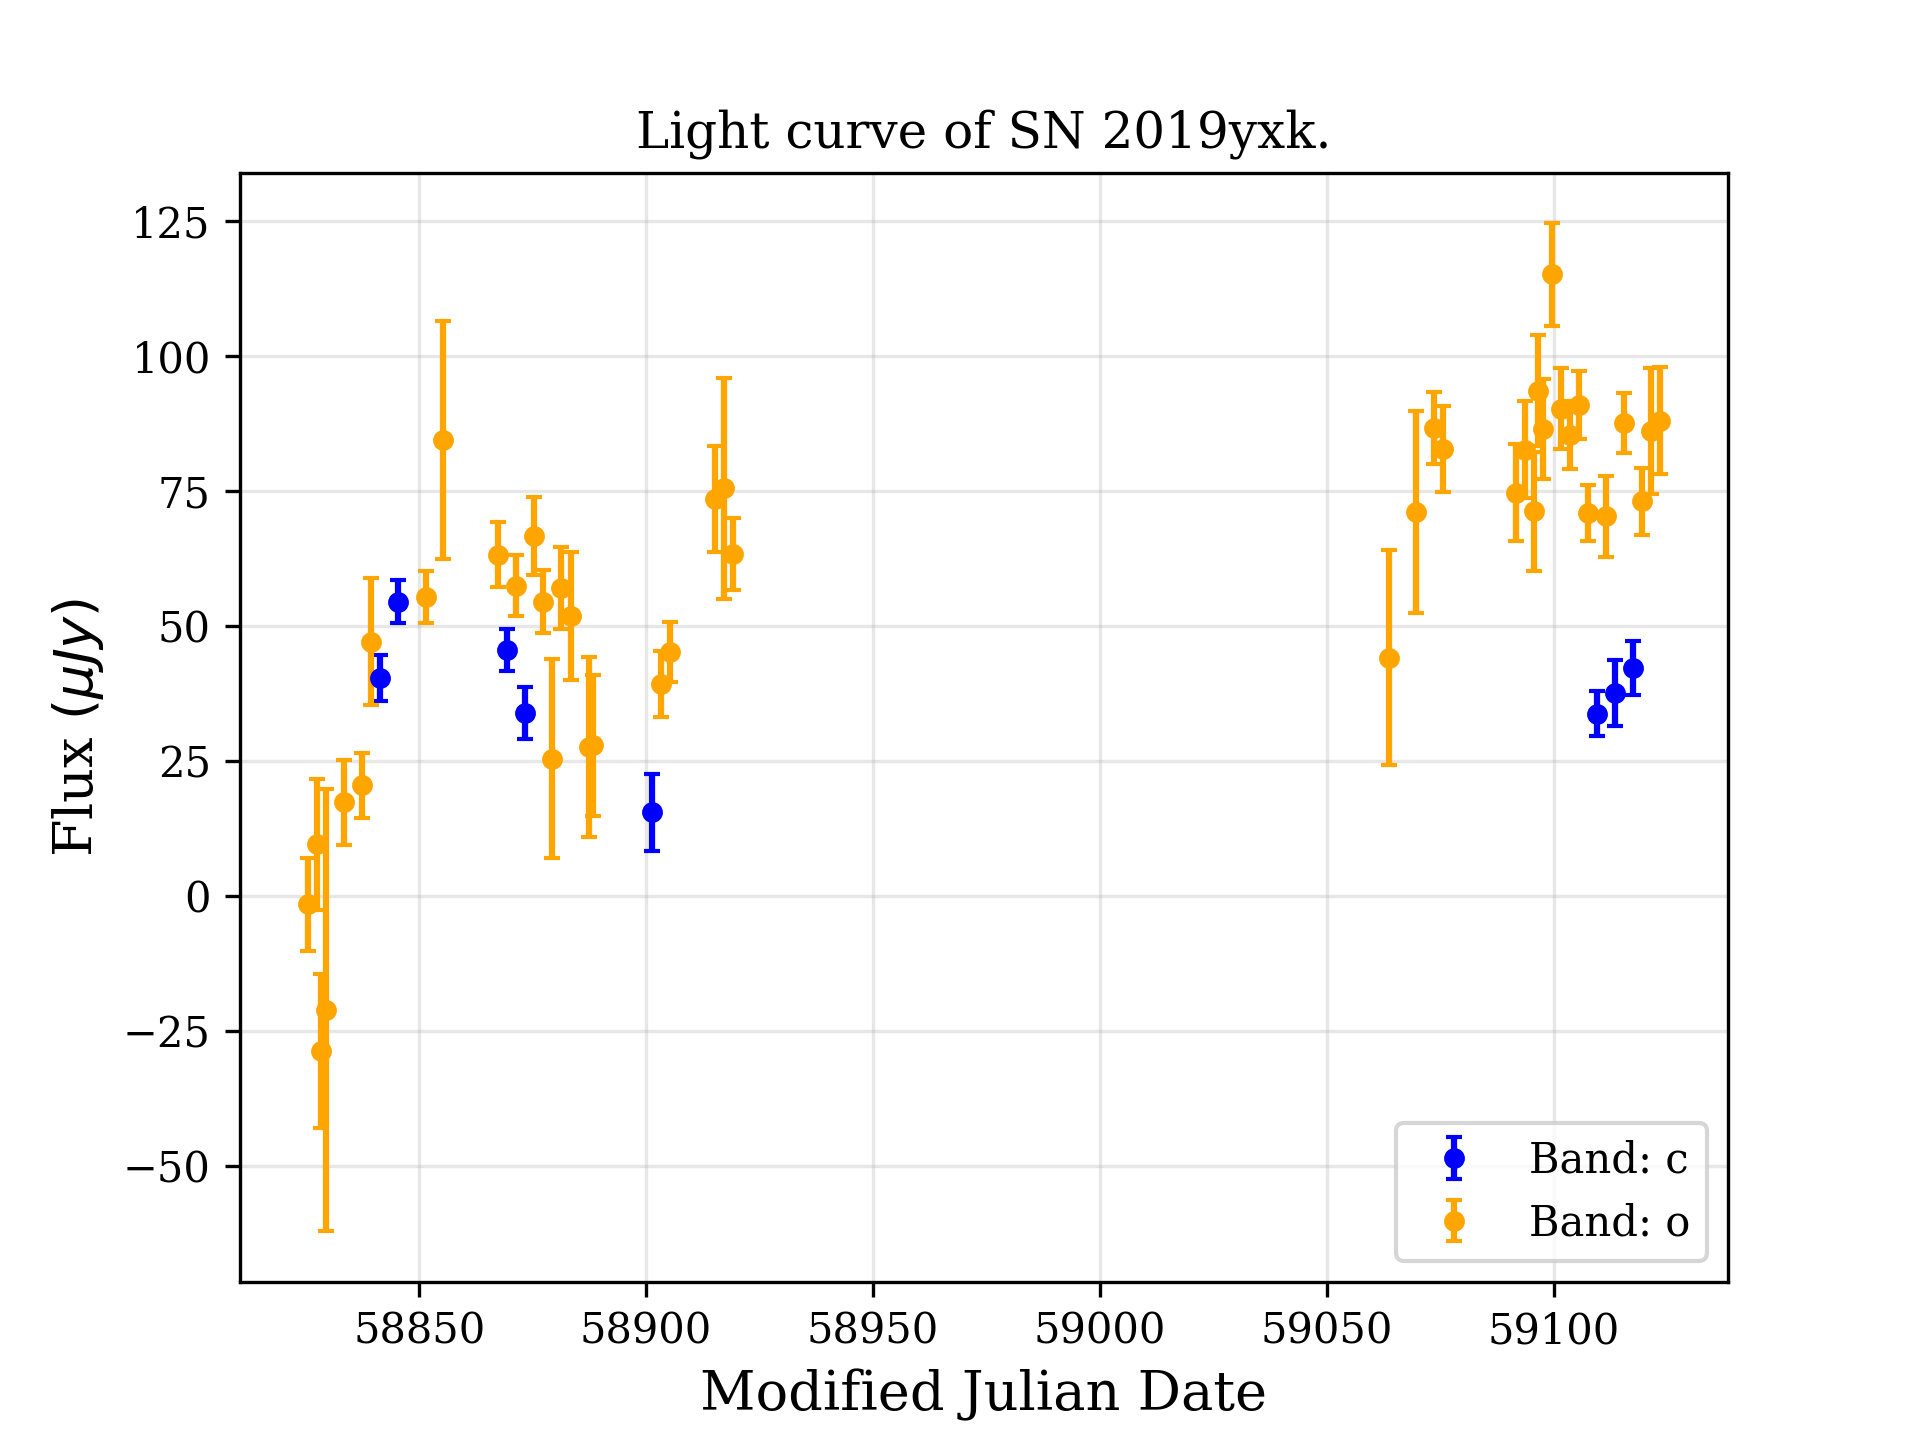 Light curve of SN 2019yxk.
125
100
75
50
25
0
−25
−50
Flux (μJy)
58850 58900 58950 59000 59050 59100
Modified Julian Date
Band: c
Band: o